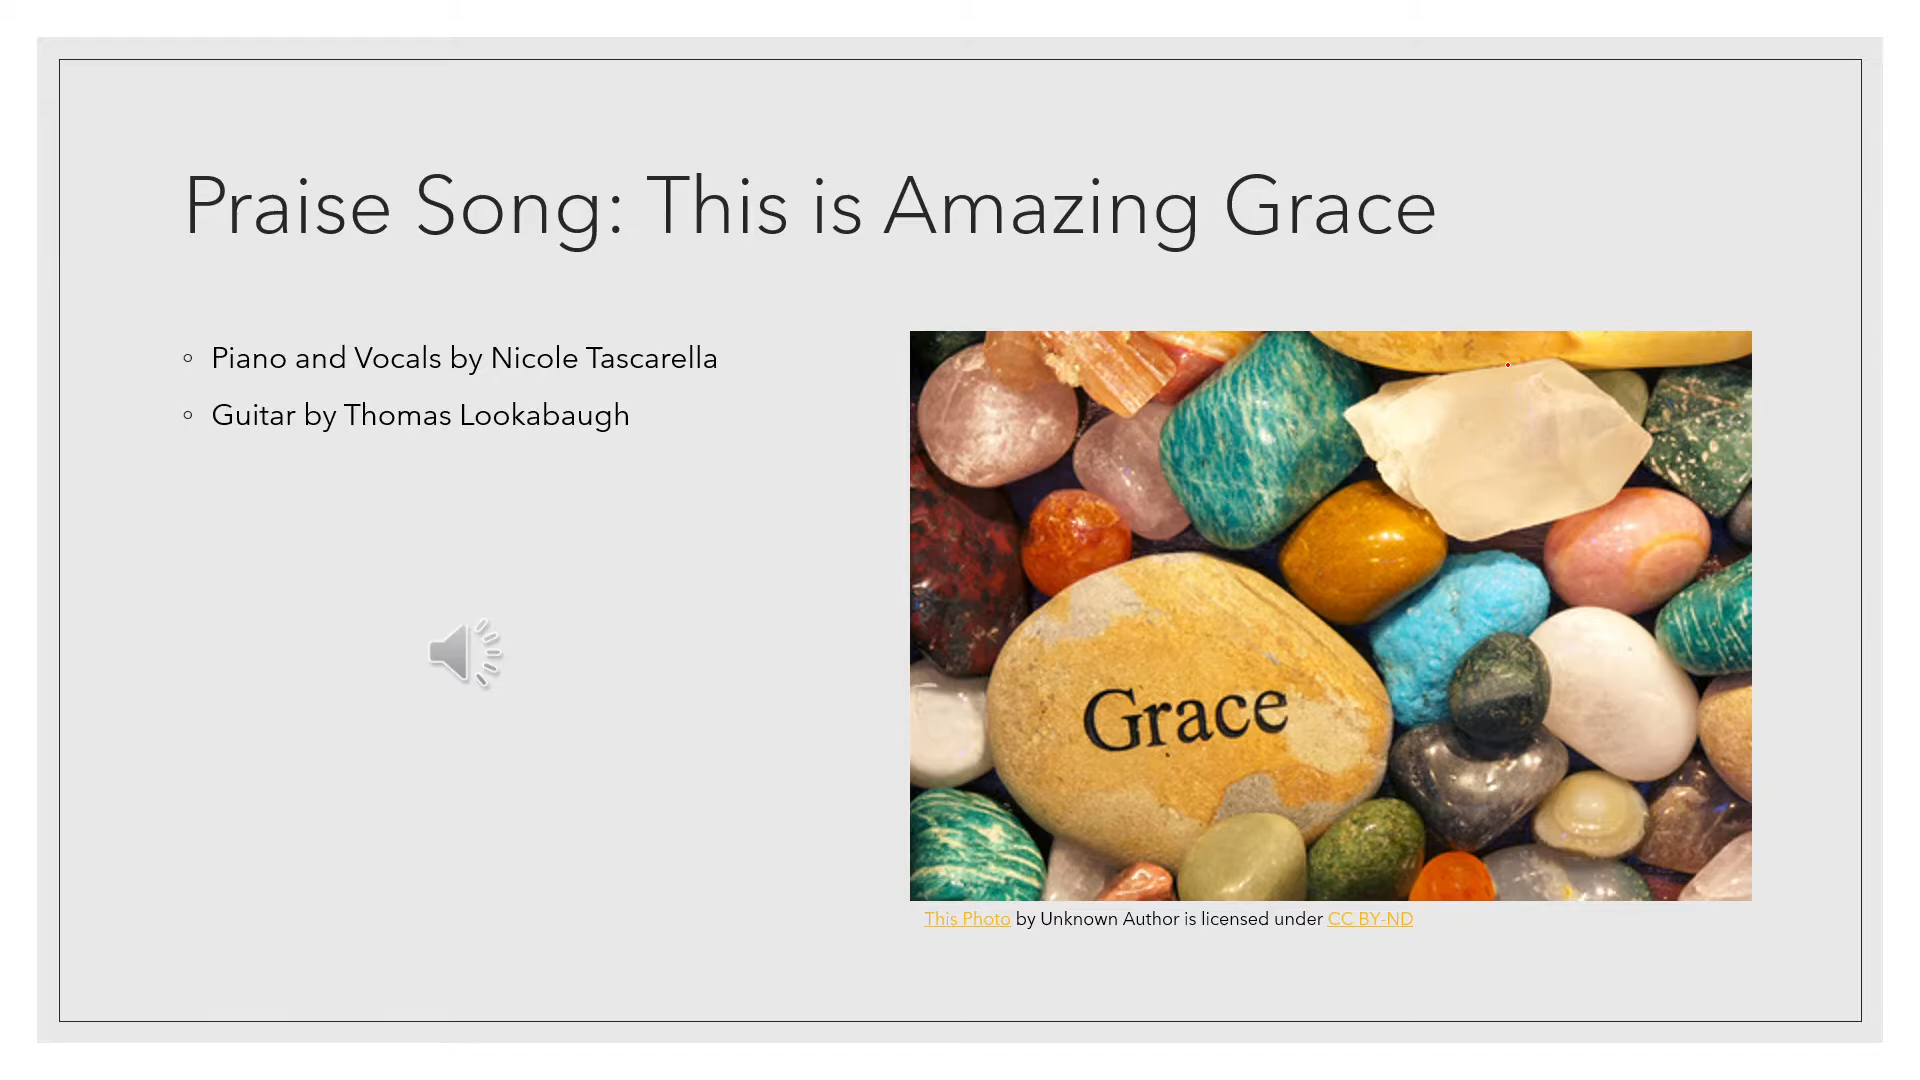 Praise Song: This is Amazing Grace
◦ Piano and Vocals by Nicole Tascarella
◦ Guitar by Thomas Lookabaugh
Grace
This Photo by Unknown Author is licensed under CC BY-ND